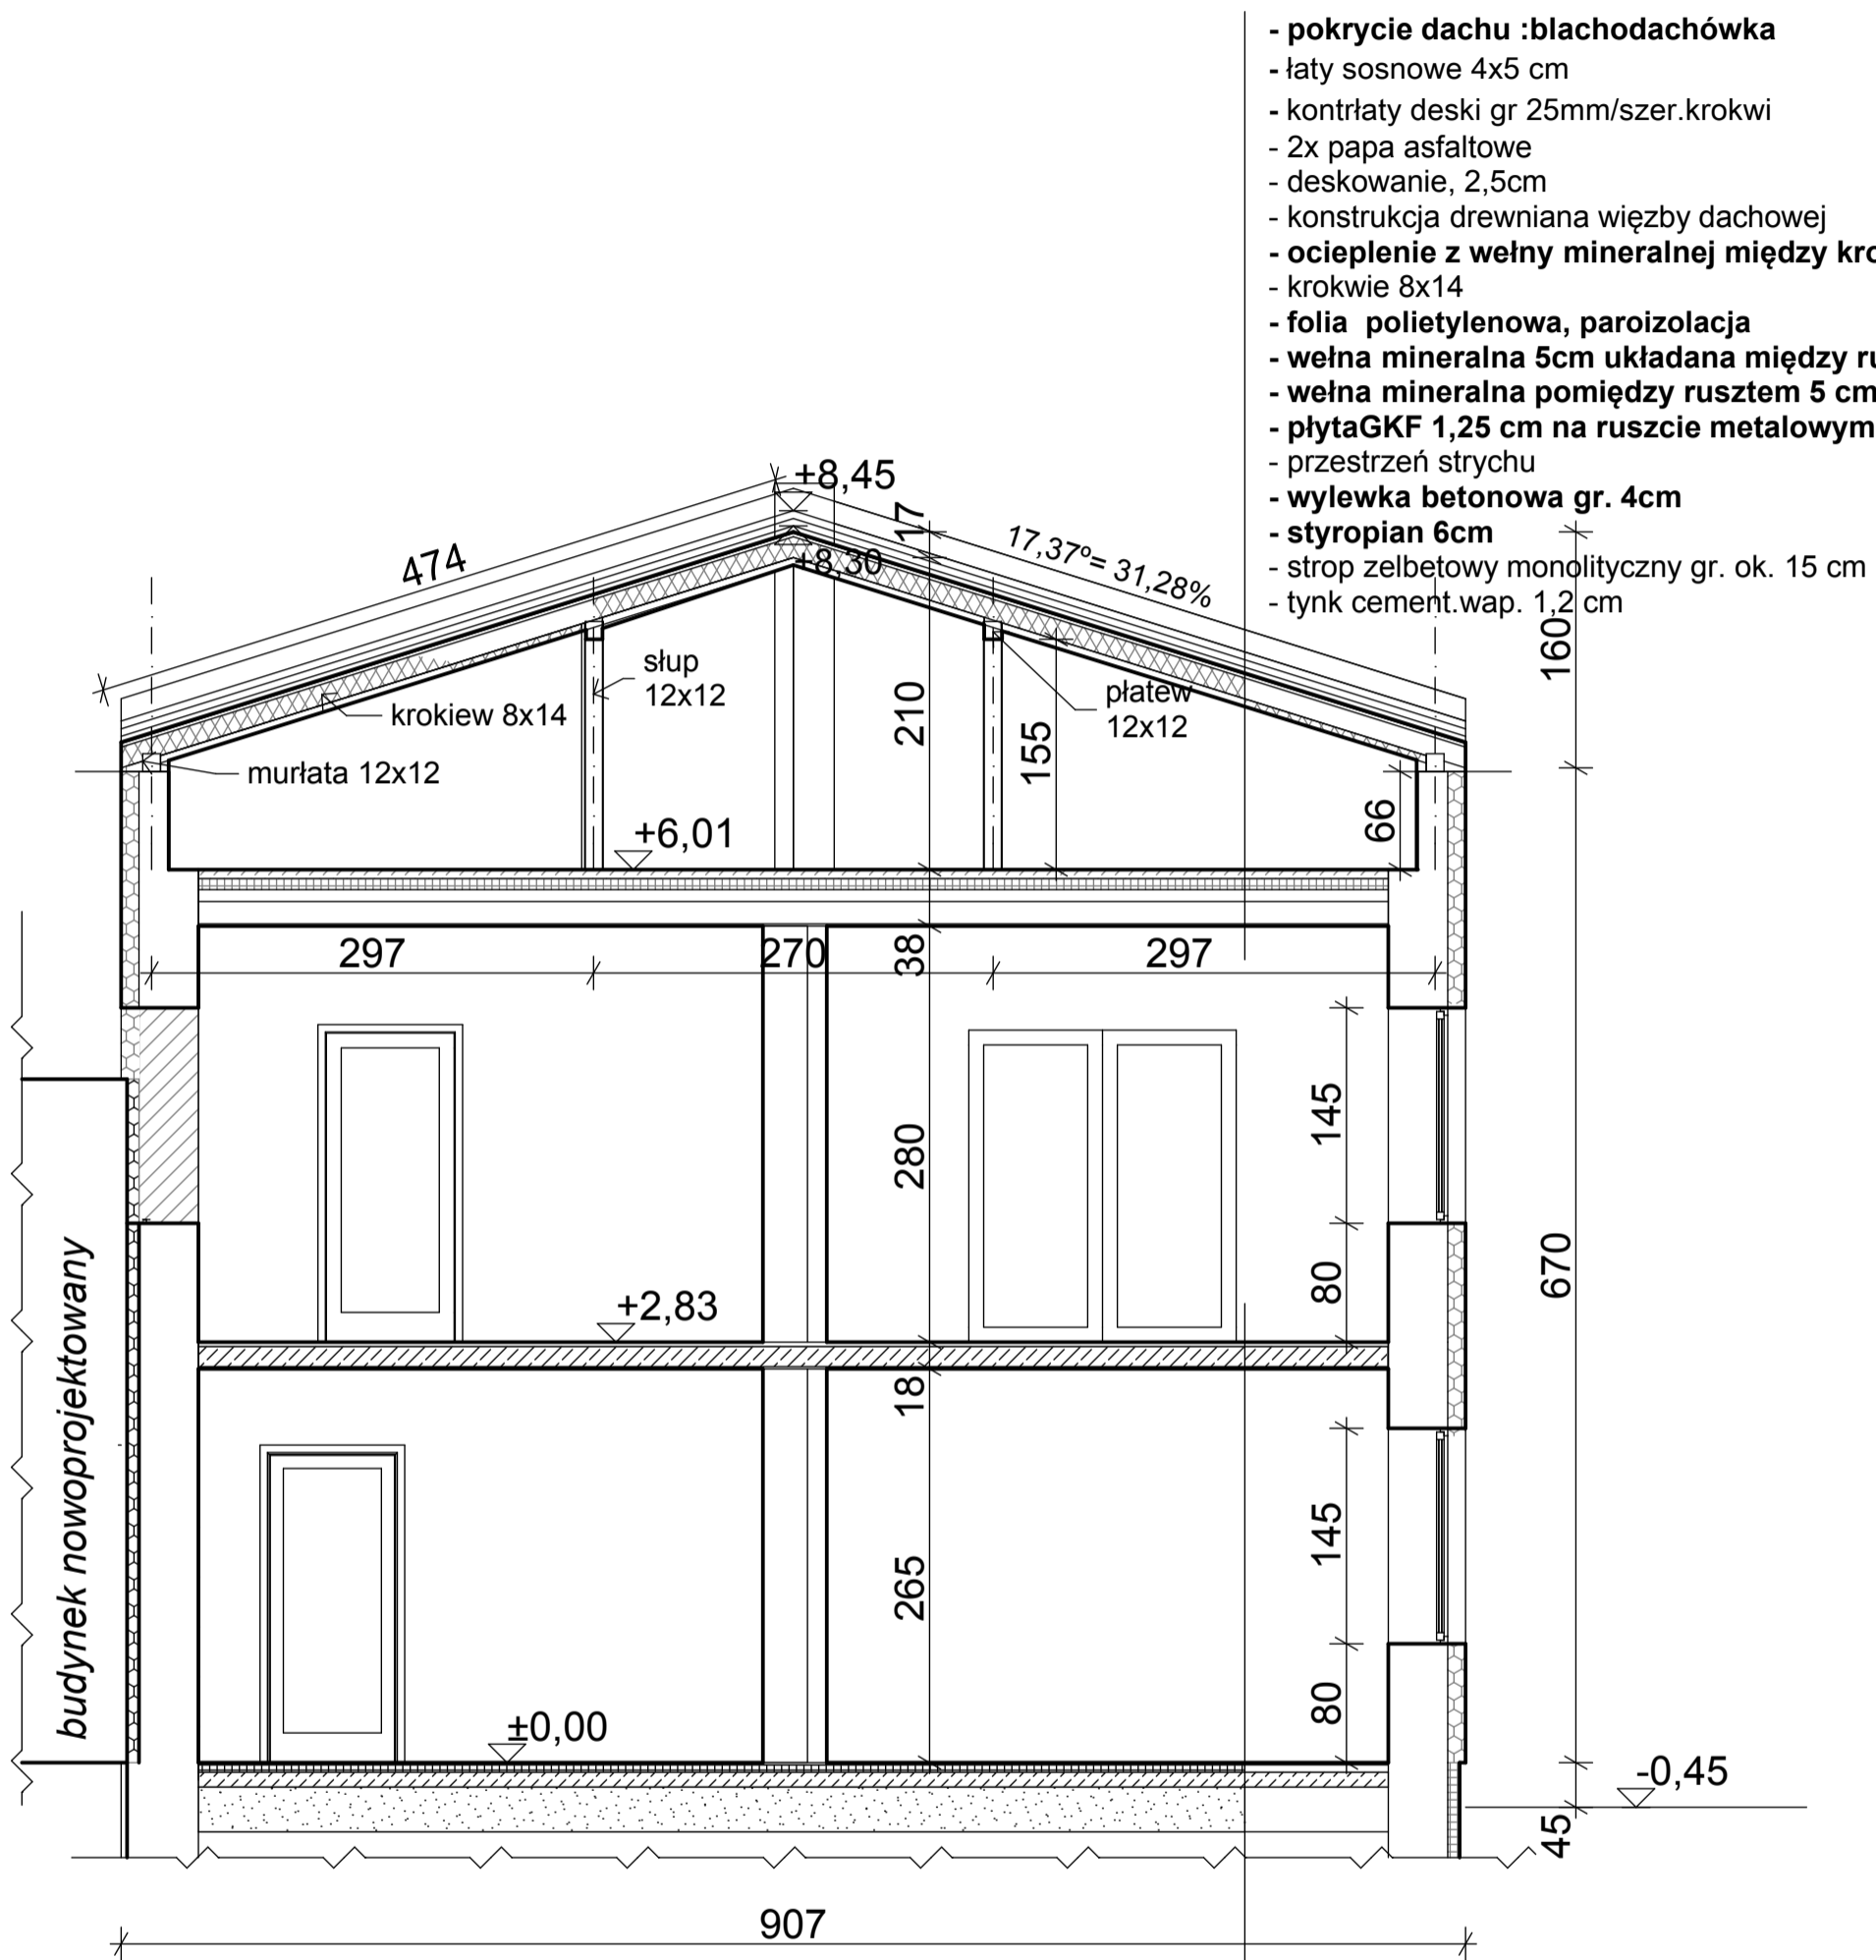 - pokrycie dachu :blachodachówka
- łaty sosnowe 4x5 cm
- kontrłaty deski gr 25mm/szer.krokwi
- 2x papa asfaltowe
- deskowanie, 2,5cm
- konstrukcja drewniana więzby dachowej
- ocieplenie z wełny mineralnej między
- krokwie 8x14
- folia  polietylenowa, paroizolacja
- wełna mineralna 5cm układana między
- wełna mineralna pomiędzy rusztem 5 cm
- płytaGKF 1,25 cm na ruszcie metalowym
- przestrzeń strychu
- wylewka betonowa gr. 4cm
- styropian 6cm
- strop zelbetowy monolityczny gr. ok. 15 cm
- tynk cement.wap. 1,2 cm
+8,45
17
474
+8,30
17,37º= 31,28%
160
słup
12x12
krokiew 8x14
murłata 12x12
210
155
płatew
12x12
66
+6,01
297
270
38
297
145
280
80
670
+2,83
18
budynek nowoprojektowany
265
145
80
±0,00
-0,45
45
907